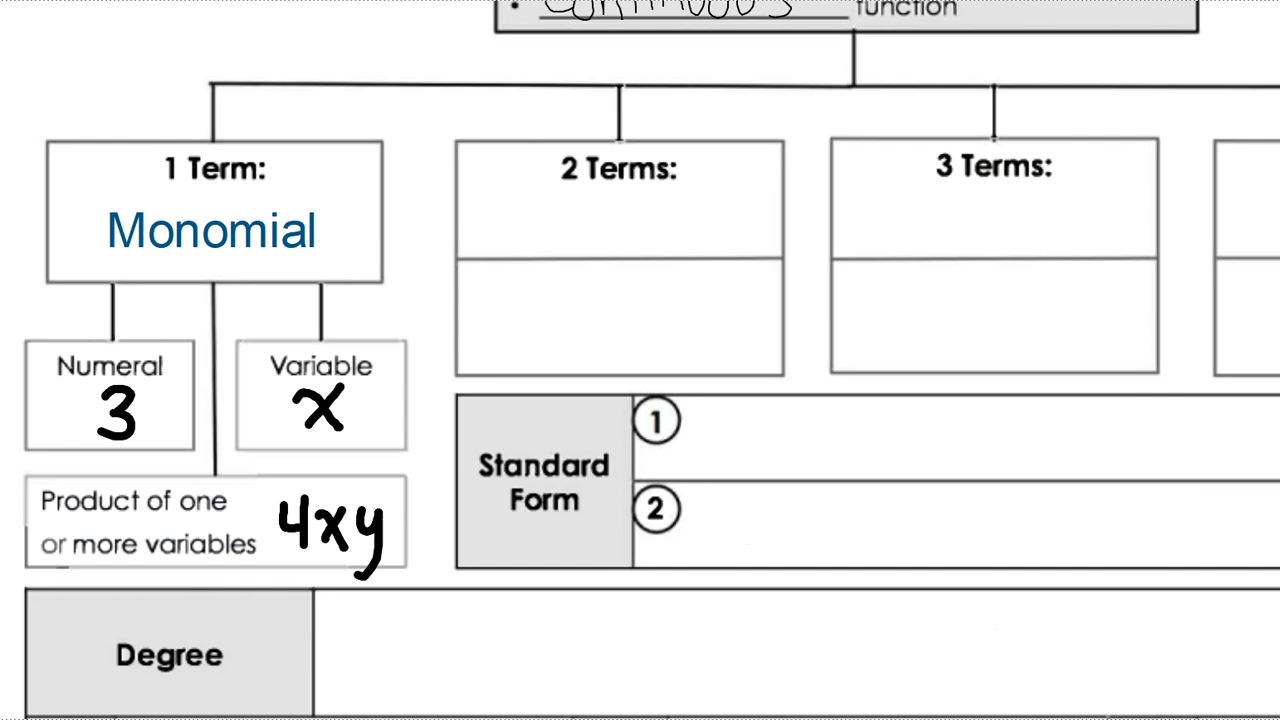 • continuous function
1 Term:
Monomial
2 Terms:
3 Terms:
Numeral
3
Variable
x
Product of one
or more variables
4xy
Standard
Form
1
2
Degree